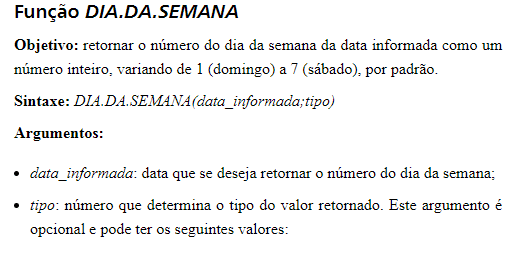 Função DIA.DA.SEMANA
Objetivo: retornar o número do dia da semana da data informada como um
número inteiro, variando de 1 (domingo) a 7 (sábado), por padrão.
Sintaxe: DIA.DA.SEMANA(data_informada;tipo)
Argumentos:
• data_informada: data que se deseja retornar o número do dia da semana;
• tipo: número que determina o tipo do valor retornado. Este argumento é
opcional e pode ter os seguintes valores: